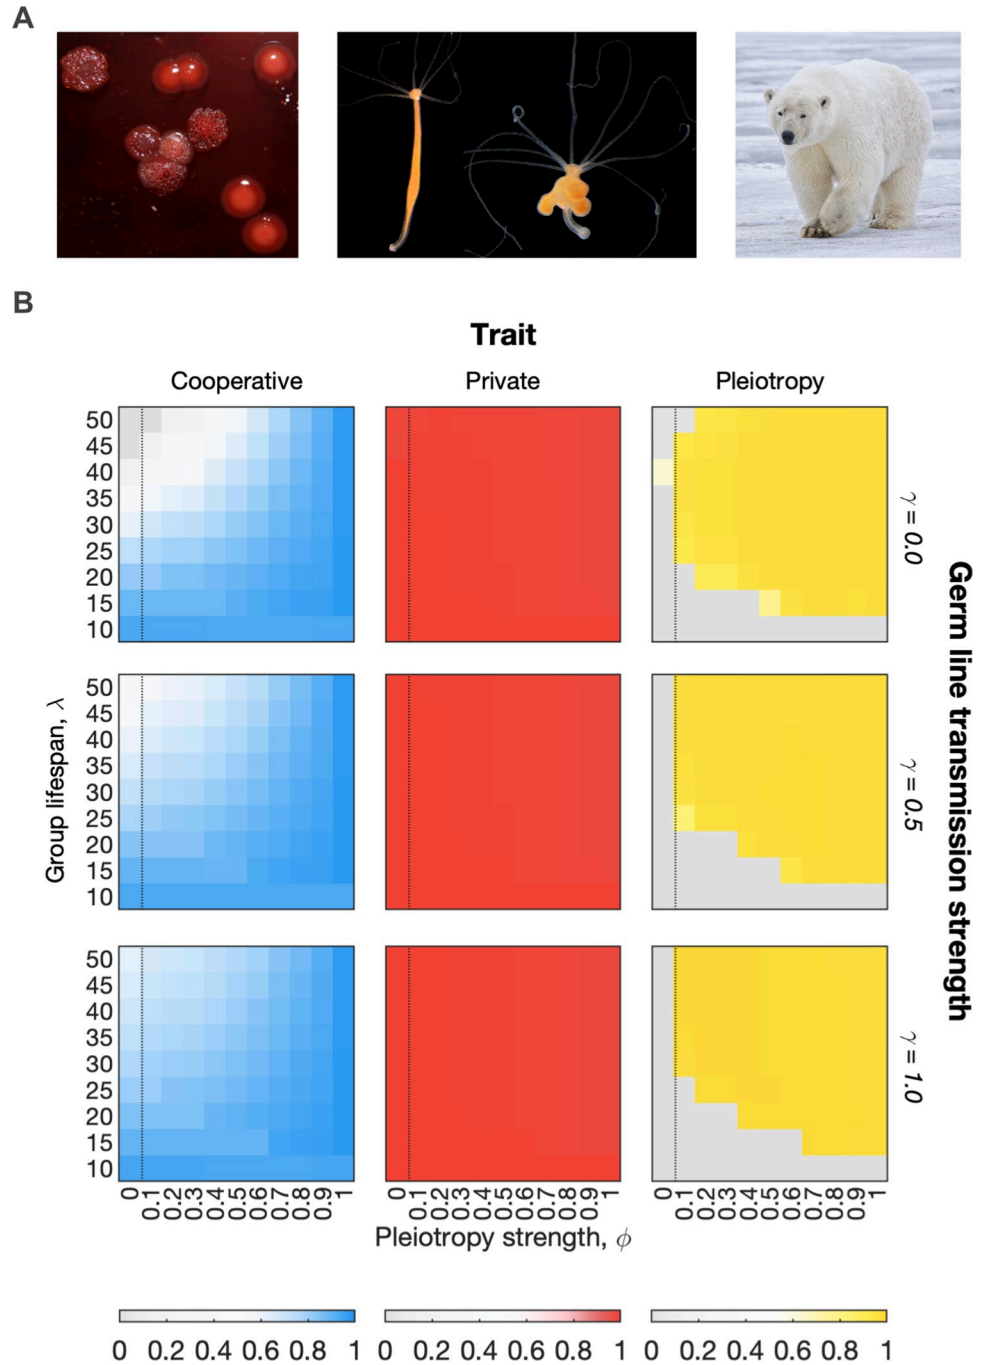 A
B
Trait
Cooperative Private Pleiotropy
50
45
40
35
30
25
20
15
10
γ = 0.0
50
45
40
35
30
25
20
15
10
γ = 0.5
50
45
40
35
30
25
20
15
10
γ = 1.0
Group lifespan, λ
Germ line transmission strength
0 0.1 0.2 0.3 0.4 0.5 0.6 0.7 0.8 0.9 1
0 0.1 0.2 0.3 0.4 0.5 0.6 0.7 0.8 0.9 1
0 0.1 0.2 0.3 0.4 0.5 0.6 0.7 0.8 0.9 1
Pleiotropy strength, ϕ
0 0.2 0.4 0.6 0.8 1
0 0.2 0.4 0.6 0.8 1
0 0.2 0.4 0.6 0.8 1